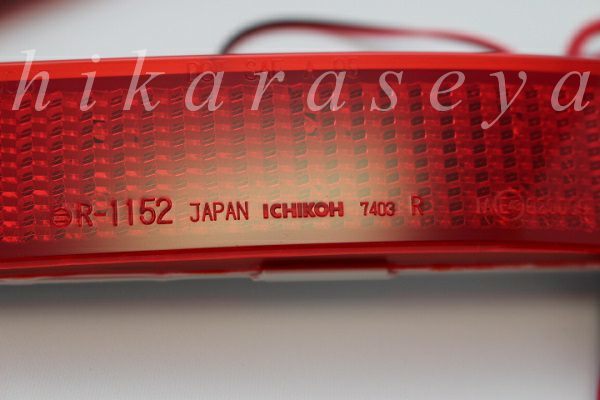 hikaraseya
R-1152 JAPAN ICHIKOH 7403 R